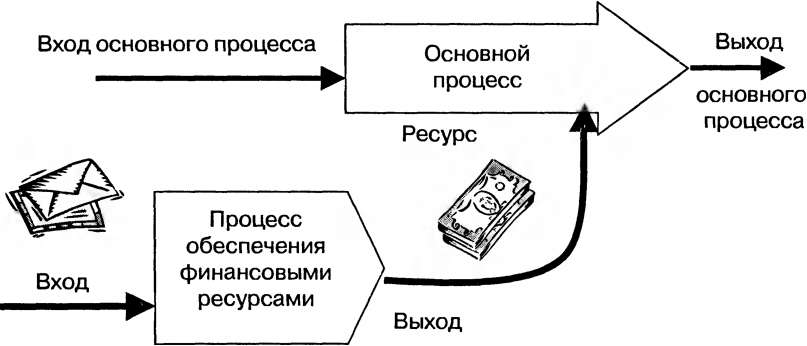 Вход основного процесса
Основной
процесс
Выход
основного
процесса
Ресурс
Процесс
обеспечения
финансовыми
ресурсами
Вход
Выход